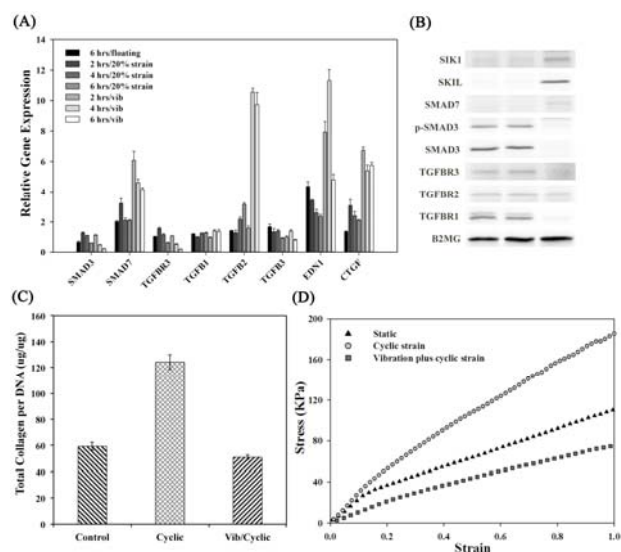 (A)
Relative Gene Expression
14
12
10
8
6
4
2
0
6 hrs/floating
2 hrs/20% strain
4 hrs/20% strain
6 hrs/20% strain
2 hrs/vib
4 hrs/vib
6 hrs/vib
SMAD3
SMAD7
TGFBR3
TGFB1
TGFB2
TGFB3
EDN1
CTGF
(B)
SIK1
SKIL
SMAD7
p-SMAD3
SMAD3
TGFBR3
TGFBR2
TGFBR1
B2MG
(C)
Total Collagen per DNA (ug/ug)
160
140
120
100
80
60
40
20
0
Control
Cyclic
Vib/Cyclic
(D)
Stress (KPa)
200
160
120
80
40
0
Static
Cyclic strain
Vibration plus cyclic strain
0.0
0.2
0.4
0.6
0.8
1.0
Strain